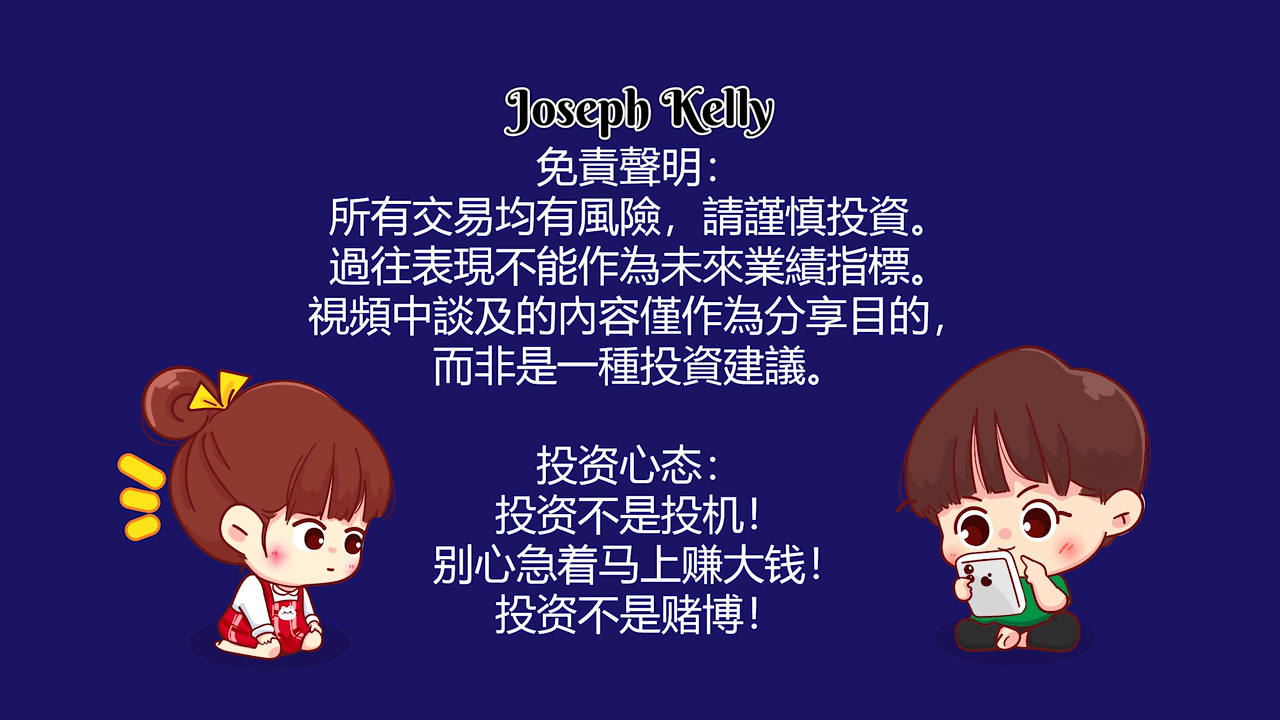 Joseph Kelly
免責聲明：
所有交易均有風險，請謹慎投資。
過往表現不能作為未來業績指標。
視頻中談及的內容僅作為分享目的，
而非是一種投資建議。
投资心态：
投资不是投机！
别心急着马上赚大钱！
投资不是赌博！